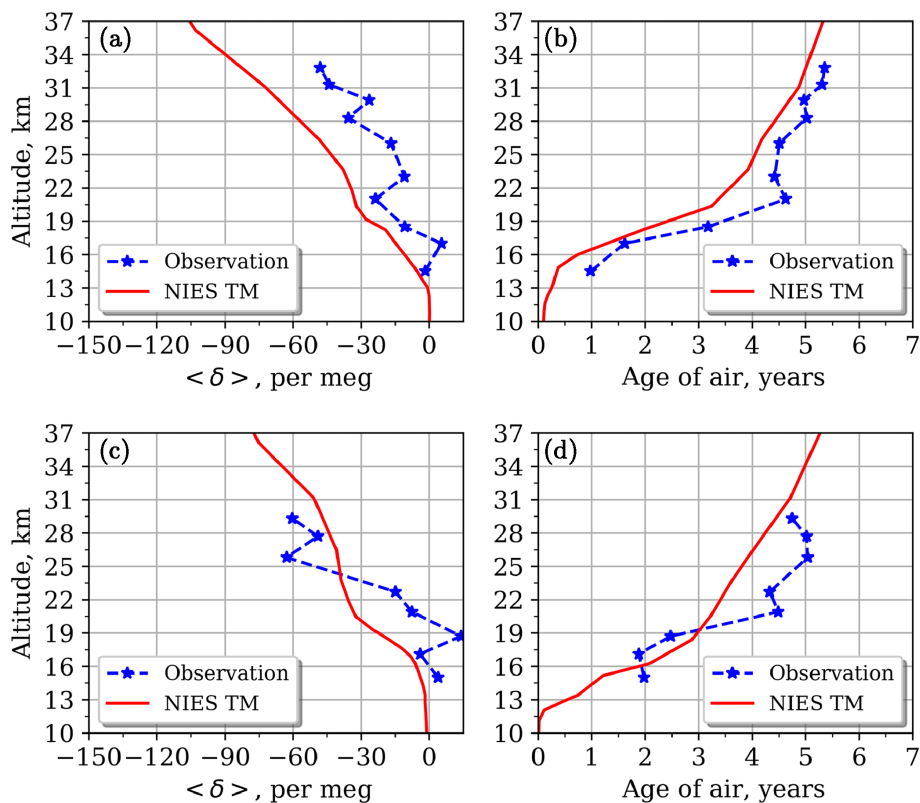 (a)
Altitude, km
37
34
31
28
25
22
19
16
13
10
Observation
NIES TM
−150 −120 −90 −60 −30 0
<δ>, per meg
(b)
37
34
31
28
25
22
19
16
13
10
Observation
NIES TM
0 1 2 3 4 5 6 7
Age of air, years
(c)
Altitude, km
37
34
31
28
25
22
19
16
13
10
Observation
NIES TM
−150 −120 −90 −60 −30 0
<δ>, per meg
(d)
37
34
31
28
25
22
19
16
13
10
Observation
NIES TM
0 1 2 3 4 5 6 7
Age of air, years